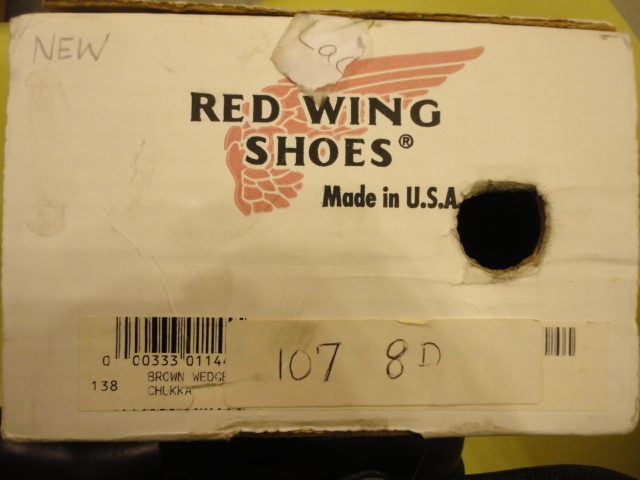 NEW
RED WING
SHOES®
Made in U.S.A.
107 8D
0 00333 0114
BROWN WEDGE
138 CHUKKA